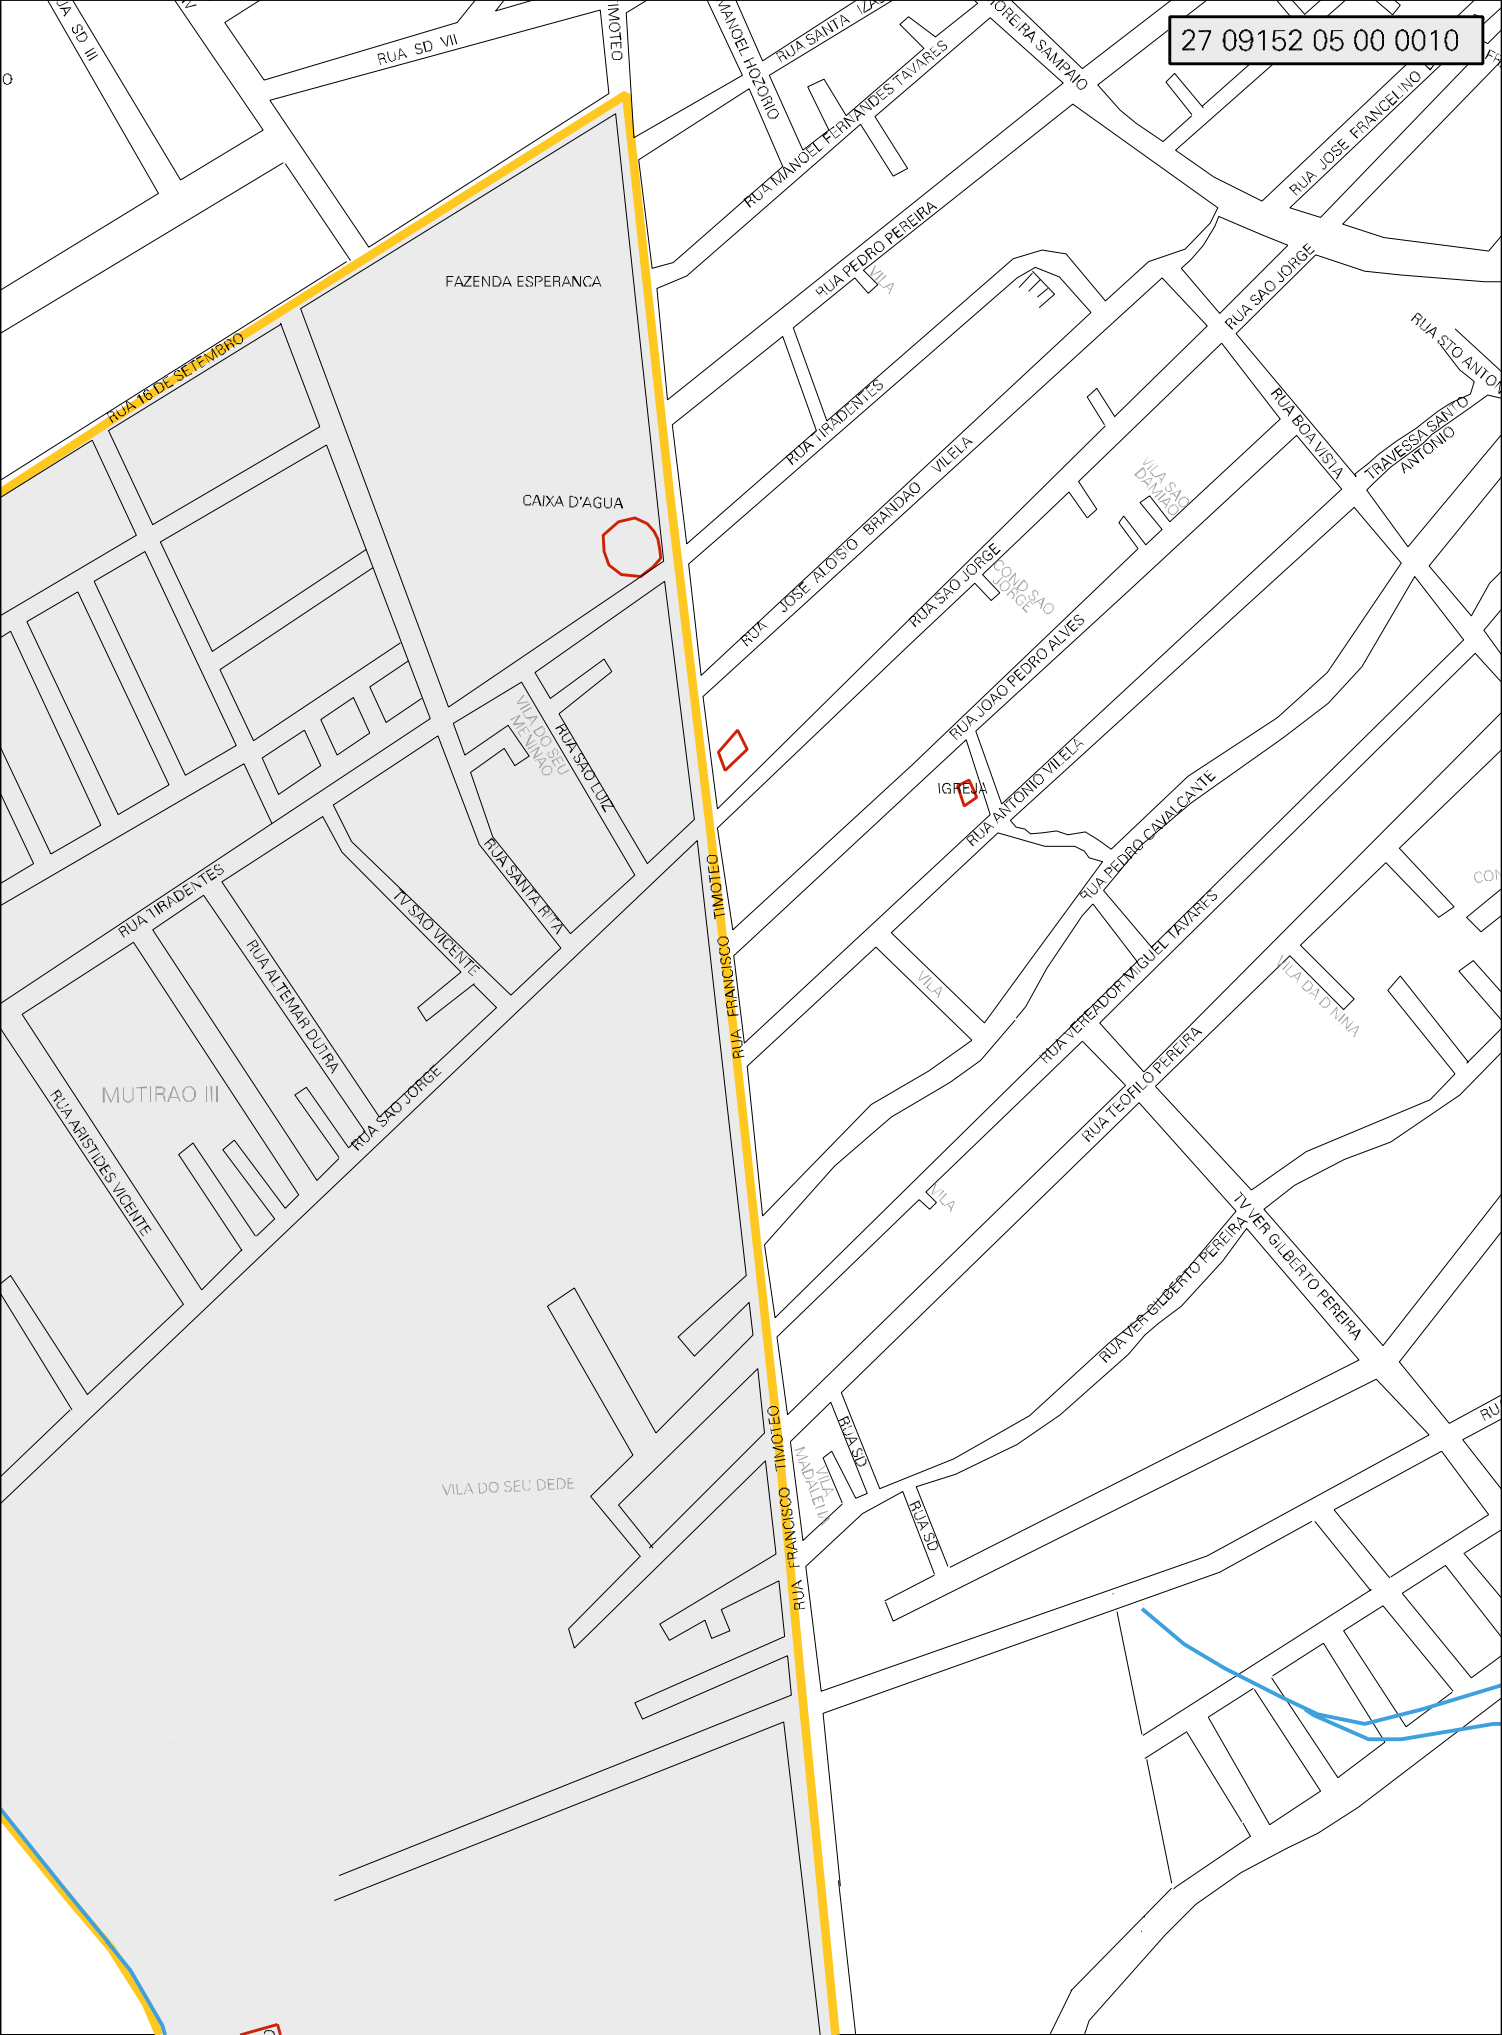 27 09152 05 00 0010
RUA SD VII
TIMOTEO
MANOEL HOZORIO
RUA SANTA
MOREIRA SAMPAIO
RUA MANOEL FERNANDES TAVARES
RUA JOSE FRANCELINO
RUA PEDRO PEREIRA
VILA
FAZENDA ESPERANCA
RUA SAO JORGE
RUA 16 DE SETEMBRO
RUA STO ANTON
RUA TIRADENTES
RUA BOA VISTA
TRAVESSA SANTO
ANTONIO
RUA JOSE ALOISIO BRANDAO VILELA
VILA SAO
DAMIAO
CAIXA D'AGUA
RUA SAO JORGE
COND SAO
JORGE
RUA JOAO PEDRO ALVES
VILA DO SEU
RUA SAO LUIZ
IGREJA
RUA ANTONIO VILELA
RUA PEDRO CAVALCANTE
RUA SANTA RITA
RUA FRANCISCO TIMOTEO
RUA TIRADENTES
TV SAO VICENTE
RUA ALTEMAR DUTRA
CON
VILA
VILA DA D NINA
RUA VEREADOR MIGUEL TAVARES
RUA TEOFILO PEREIRA
MUTIRAO III
RUA ARISTIDES VICENTE
RUA SAO JORGE
VILA
TV VER GILBERTO PEREIRA
RUA VER GILBERTO PEREIRA
RUA FRANCISCO TIMOTEO
RUA SD
VILA
MADALENA
RUA SD
VILA DO SEU DEDE
RU